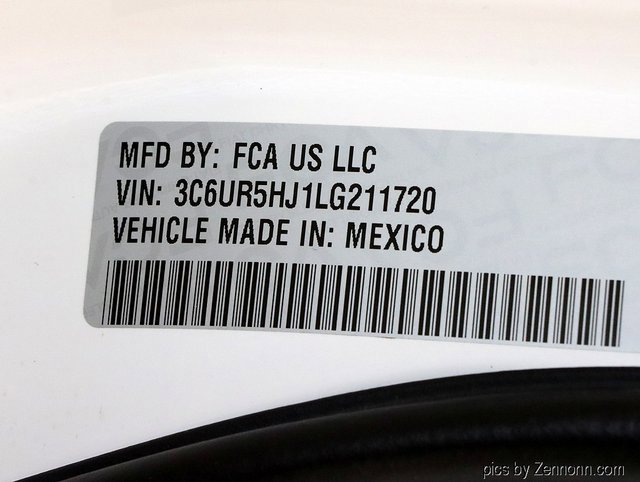 MFD BY: FCA US LLC
VIN: 3C6UR5HJ1LG211720
VEHICLE MADE IN: MEXICO
pics by Zennonn.com